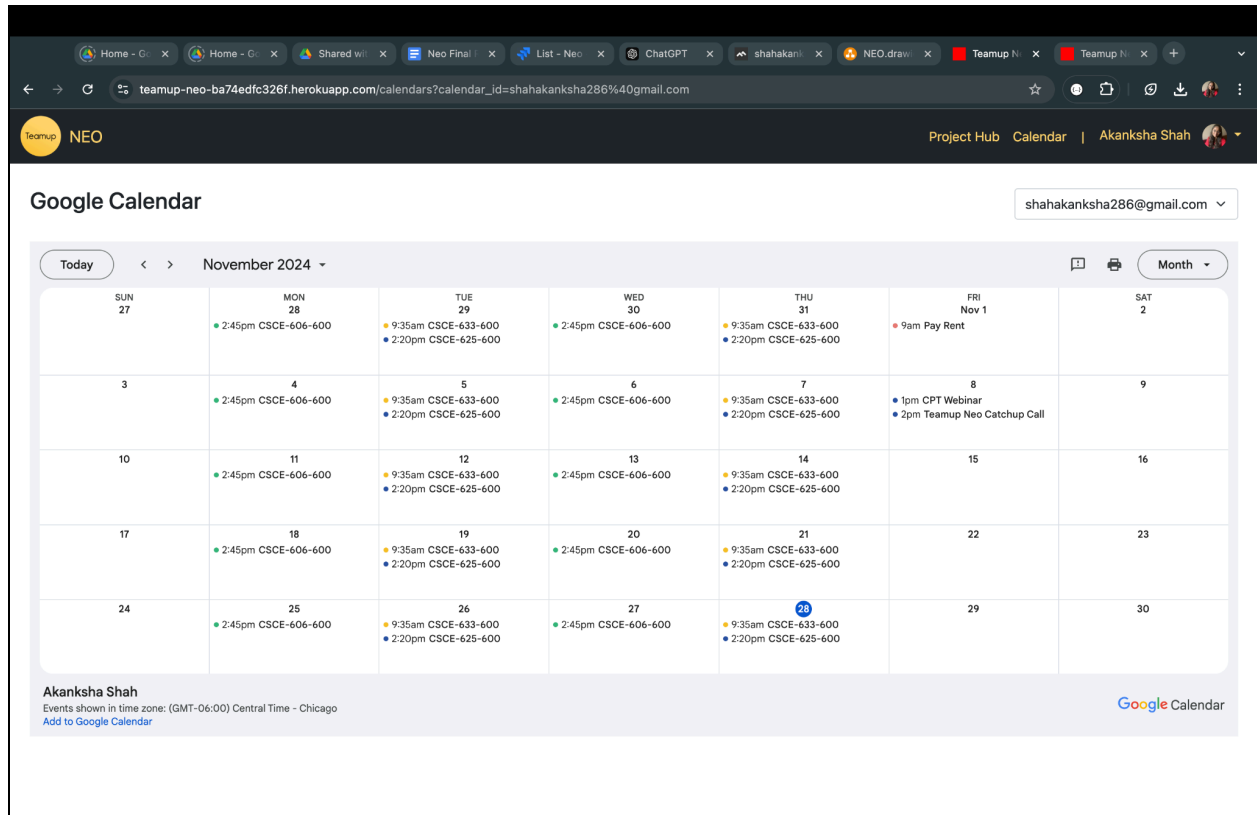 Home - Go Home - Go Shared wit Neo Final List - Neo ChatGPT shahakank NEO.draw Teamup N Teamup N
teamup-neo-ba74edfc326f.herokuapp.com/calendars?calendar_id=shahakanksha286%40gmail.com
Teamup NEO Project Hub Calendar | Akanksha Shah
Google Calendar shahakanksha286@gmail.com
Today November 2024 Month
SUN MON TUE WED THU FRI SAT
27 28 29 30 31 Nov 1 2
2:45pm CSCE-606-600 9:35am CSCE-633-600 2:45pm CSCE-606-600 9:35am CSCE-633-600 9am Pay Rent
2:20pm CSCE-625-600 2:20pm CSCE-625-600
3 4 5 6 7 8 9
2:45pm CSCE-606-600 9:35am CSCE-633-600 2:45pm CSCE-606-600 9:35am CSCE-633-600 1pm CPT Webinar
2:20pm CSCE-625-600 2:20pm CSCE-625-600 2pm Teamup Neo Catchup Call
10 11 12 13 14 15 16
2:45pm CSCE-606-600 9:35am CSCE-633-600 2:45pm CSCE-606-600 9:35am CSCE-633-600
2:20pm CSCE-625-600 2:20pm CSCE-625-600
17 18 19 20 21 22 23
2:45pm CSCE-606-600 9:35am CSCE-633-600 2:45pm CSCE-606-600 9:35am CSCE-633-600
2:20pm CSCE-625-600 2:20pm CSCE-625-600
24 25 26 27 28 29 30
2:45pm CSCE-606-600 9:35am CSCE-633-600 2:45pm CSCE-606-600 9:35am CSCE-633-600
2:20pm CSCE-625-600 2:20pm CSCE-625-600
Akanksha Shah
Events shown in time zone: (GMT-06:00) Central Time - Chicago
Add to Google Calendar
Google Calendar